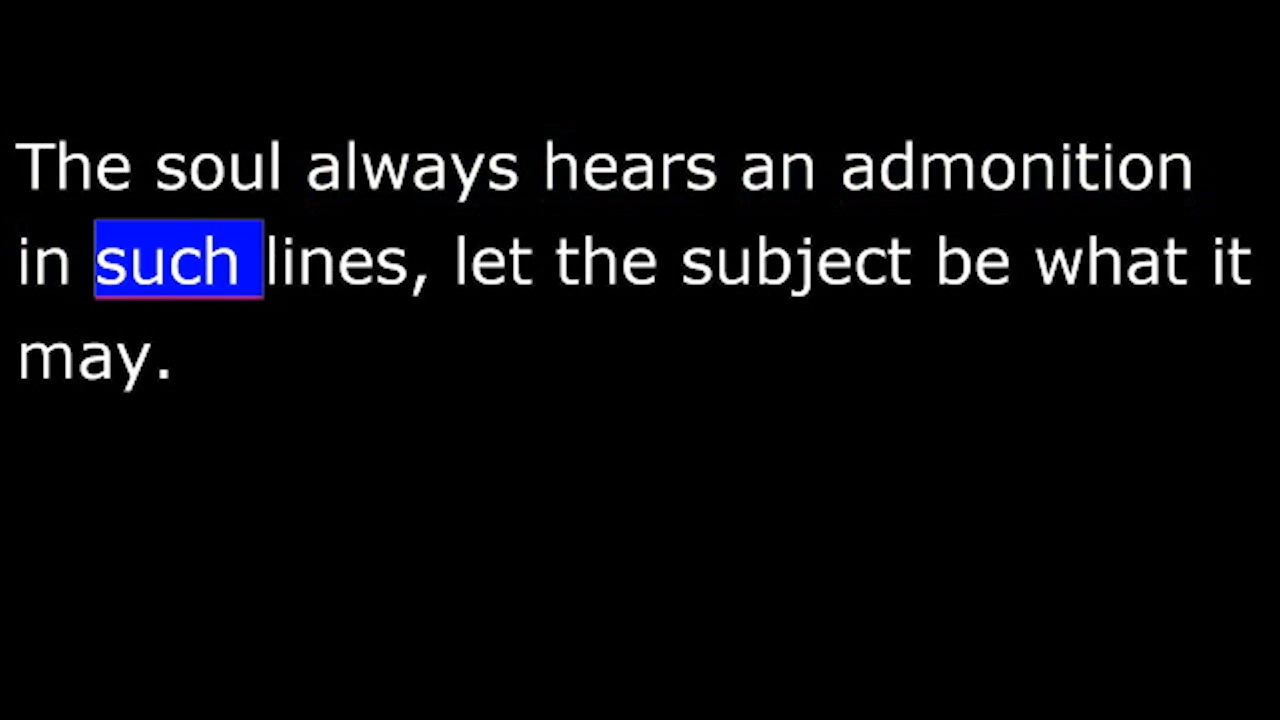 The soul always hears an admonition
in such lines, let the subject be what it
may.